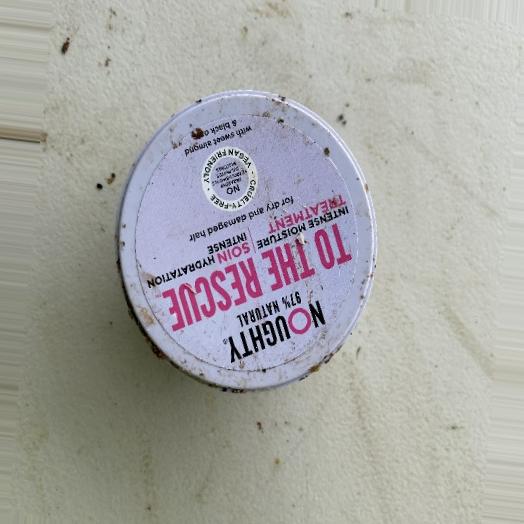 NOUGHTY
97% NATURAL
TO THE RESCUE
INTENSE MOISTURE
TREATMENT
SOIN HYDRATATION
INTENSE
for dry and damaged hair
CRUELTY-FREE · VEGAN FRIENDLY ·
NO
with sweet almond
& black oat